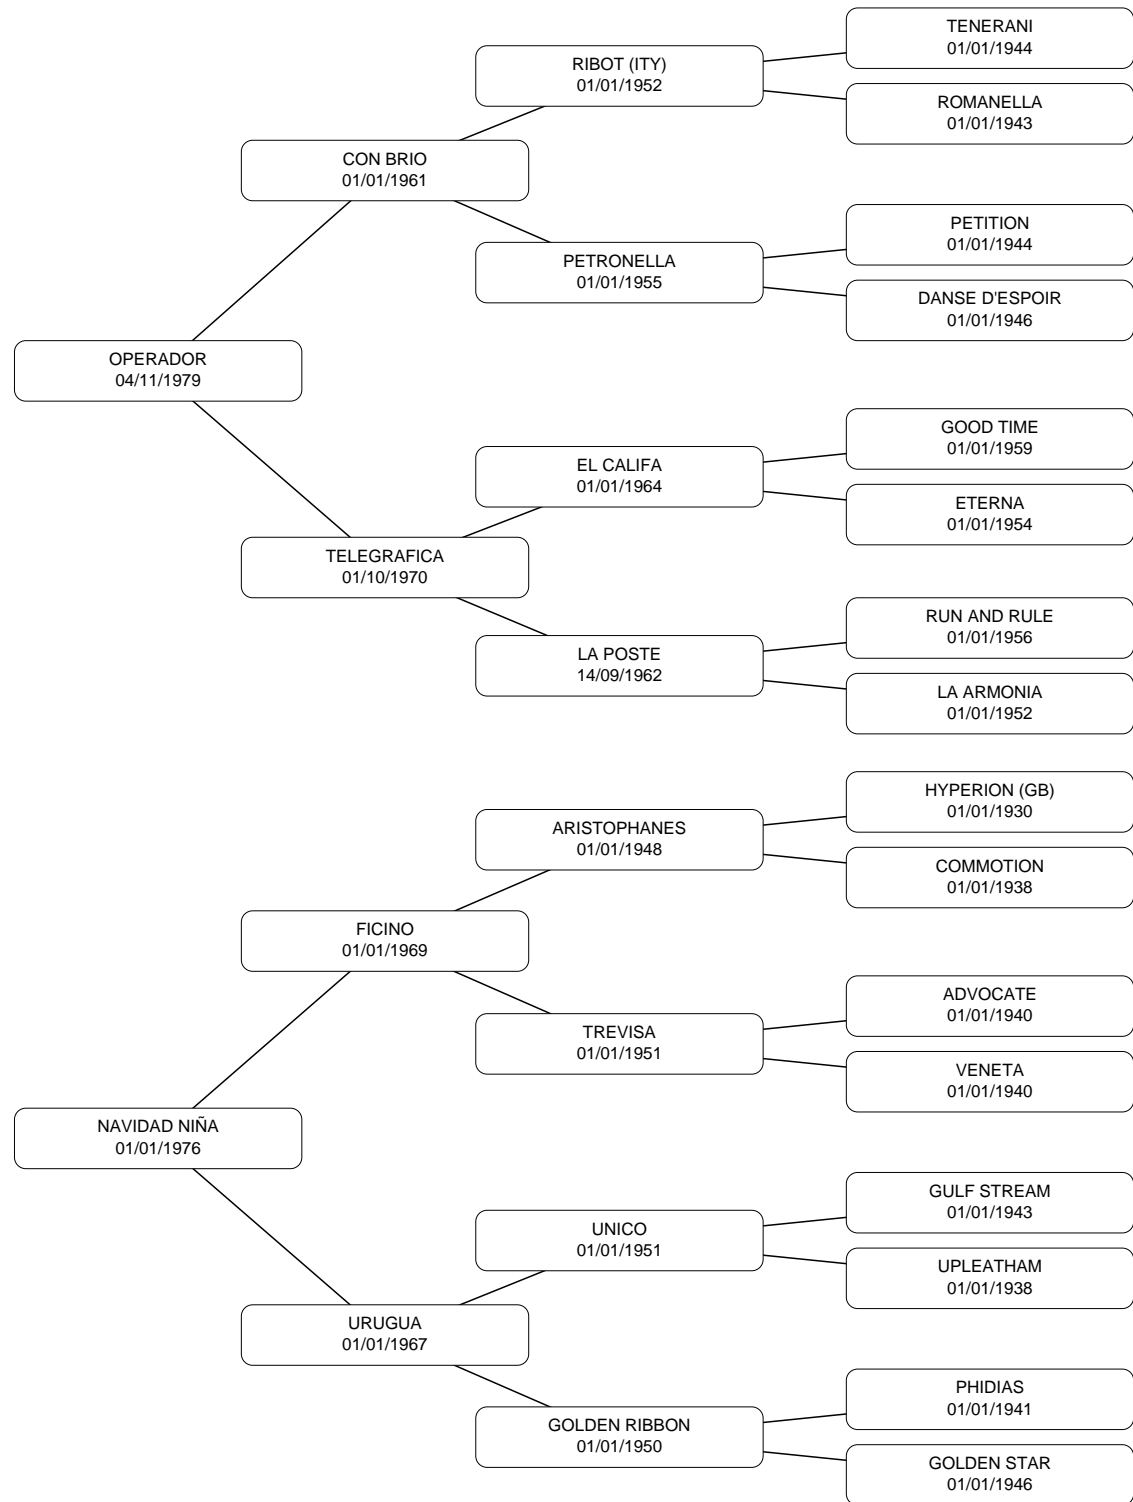 TENERANI
01/01/1944
RIBOT (ITY)
01/01/1952
ROMANELLA
01/01/1943
CON BRIO
01/01/1961
PETITION
01/01/1944
PETRONELLA
01/01/1955
DANSE D'ESPOIR
01/01/1946
OPERADOR
04/11/1979
GOOD TIME
01/01/1959
EL CALIFA
01/01/1964
ETERNA
01/01/1954
TELEGRAFICA
01/10/1970
RUN AND RULE
01/01/1956
LA POSTE
14/09/1962
LA ARMONIA
01/01/1952
HYPERION (GB)
01/01/1930
ARISTOPHANES
01/01/1948
COMMOTION
01/01/1938
FICINO
01/01/1969
ADVOCATE
01/01/1940
TREVISA
01/01/1951
VENETA
01/01/1940
NAVIDAD NIÑA
01/01/1976
GULF STREAM
01/01/1943
UNICO
01/01/1951
UPLEATHAM
01/01/1938
URUGUA
01/01/1967
PHIDIAS
01/01/1941
GOLDEN RIBBON
01/01/1950
GOLDEN STAR
01/01/1946